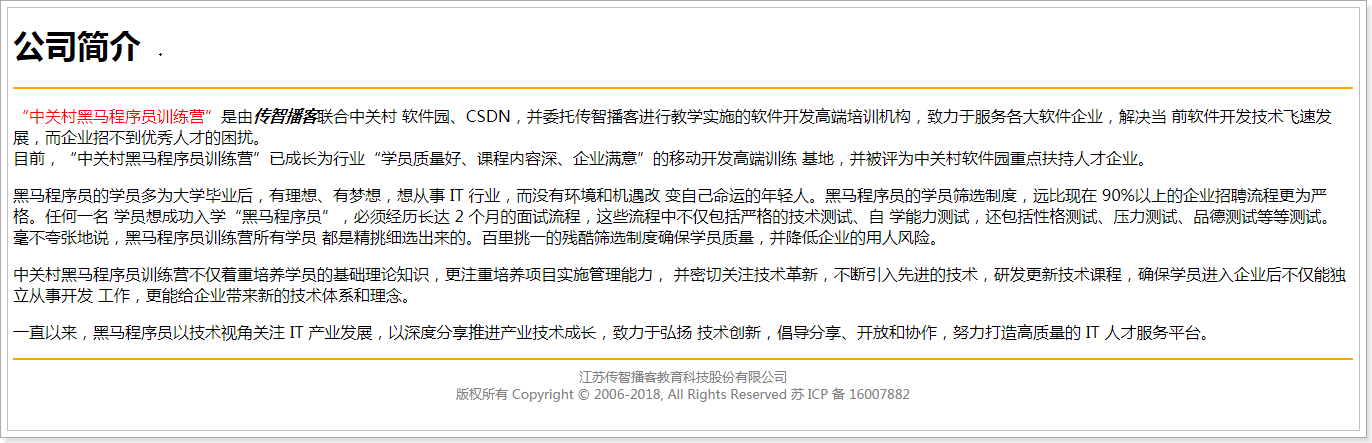 公司简介
“中关村黑马程序员训练营”是由传智播客联合中关村 软件园、CSDN，并委托传智播客进行教学实施的软件开发高端培训机构，致力于服务各大软件企业，解决当 前软件开发技术飞速发
展，而企业招不到优秀人才的困扰。
目前，“中关村黑马程序员训练营”已成长为行业“学员质量好、课程内容深、企业满意”的移动开发高端训练 基地，并被评为中关村软件园重点扶持人才企业。
黑马程序员的学员多为大学毕业后，有理想、有梦想，想从事 IT 行业，而没有环境和机遇改 变自己命运的年轻人。黑马程序员的学员筛选制度，远比现在 90%以上的企业招聘流程更为严
格。任何一名 学员想成功入学“黑马程序员”，必须经历长达 2 个月的面试流程，这些流程中不仅包括严格的技术测试、自 学能力测试，还包括性格测试、压力测试、品德测试等等测试。
毫不夸张地说，黑马程序员训练营所有学员 都是精挑细选出来的。百里挑一的残酷筛选制度确保学员质量，并降低企业的用人风险。
中关村黑马程序员训练营不仅着重培养学员的基础理论知识，更注重培养项目实施管理能力， 并密切关注技术革新，不断引入先进的技术，研发更新技术课程，确保学员进入企业后不仅能独
立从事开发 工作，更能给企业带来新的技术体系和理念。
一直以来，黑马程序员以技术视角关注 IT 产业发展，以深度分享推进产业技术成长，致力于弘扬 技术创新，倡导分享、开放和协作，努力打造高质量的 IT 人才服务平台。
江苏传智播客教育科技股份有限公司
版权所有 Copyright © 2006-2018, All Rights Reserved 苏 ICP 备 16007882